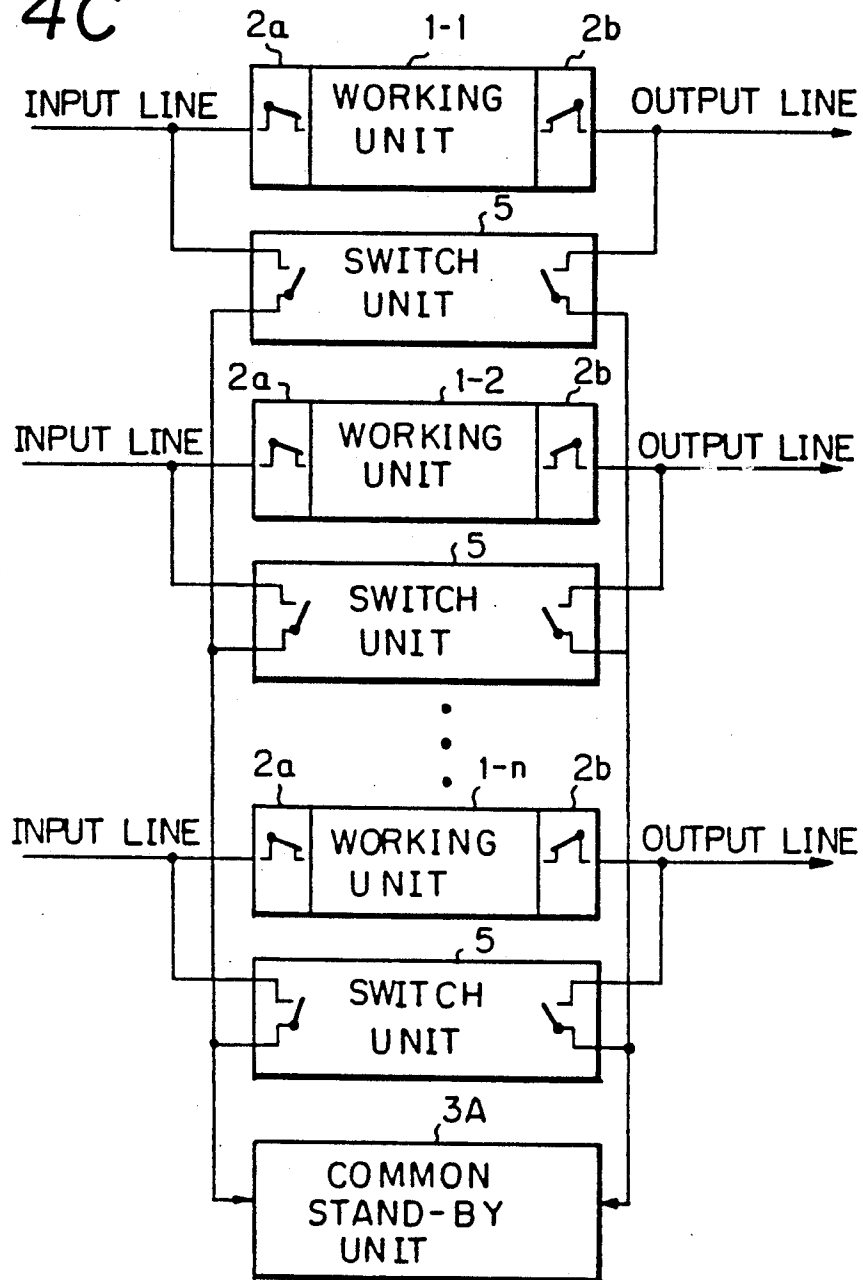 4C
2a 1-1 2b
INPUT LINE WORKING UNIT OUTPUT LINE
5
SWITCH UNIT
2a 1-2 2b
INPUT LINE WORKING UNIT OUTPUT LINE
5
SWITCH UNIT
2a 1-n 2b
INPUT LINE WORKING UNIT OUTPUT LINE
5
SWITCH UNIT
3A
COMMON
STAND-BY
UNIT